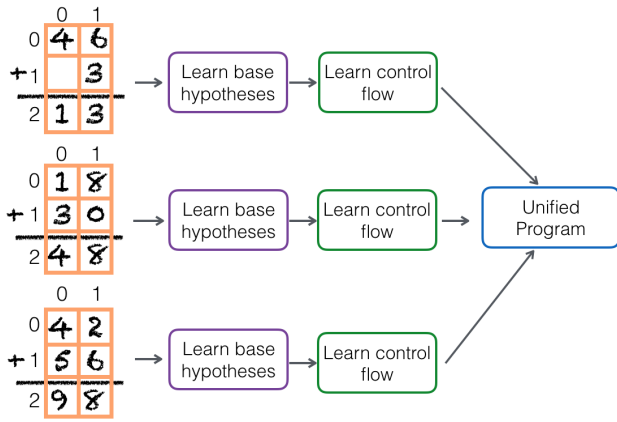 0 1
0 4 6
+ 1 3
2 1 3
Learn base
hypotheses
Learn control
flow
0 1
0 1 8
+ 1 3 0
2 4 8
Learn base
hypotheses
Learn control
flow
Unified
Program
0 1
0 4 2
+ 1 5 6
2 9 8
Learn base
hypotheses
Learn control
flow